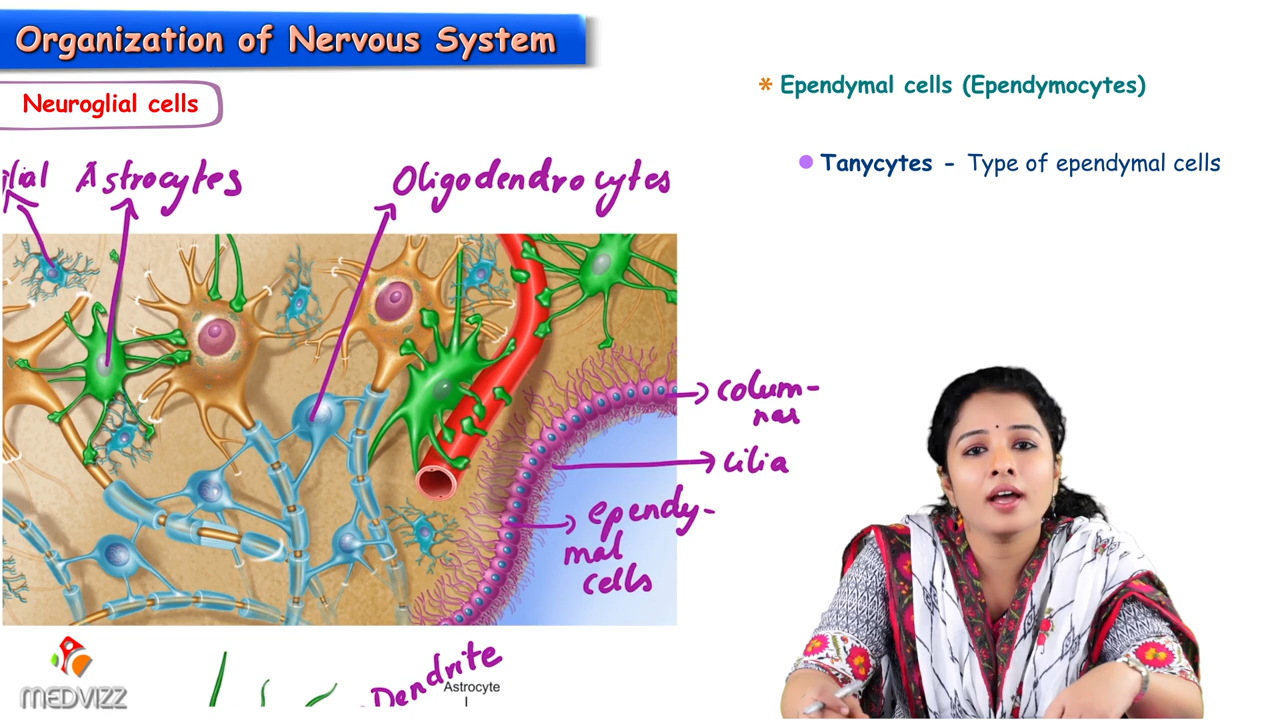 Organization of Nervous System
Neuroglial cells
* Ependymal cells (Ependymocytes)
Tanycytes - Type of ependymal cells
glial Astrocytes Oligodendrocytes
colum-
nar
cilia
ependy-
mal
cells
Dendrite
Astrocyte
MEDVIZZ